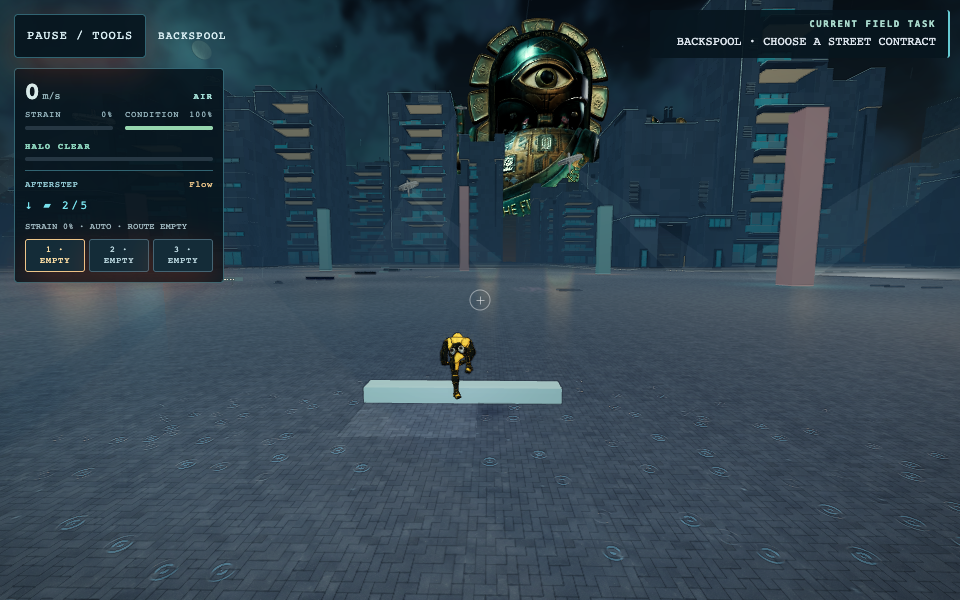 PAUSE / TOOLS
BACKSPOOL
CURRENT FIELD TASK
BACKSPOOL · CHOOSE A STREET CONTRACT
0 m/s
AIR
STRAIN 0%
CONDITION 100%
HALO CLEAR
AFTERSTEP
Flow
↓ ▰ 2/5
STRAIN 0% · AUTO · ROUTE EMPTY
1 · EMPTY
2 · EMPTY
3 · EMPTY